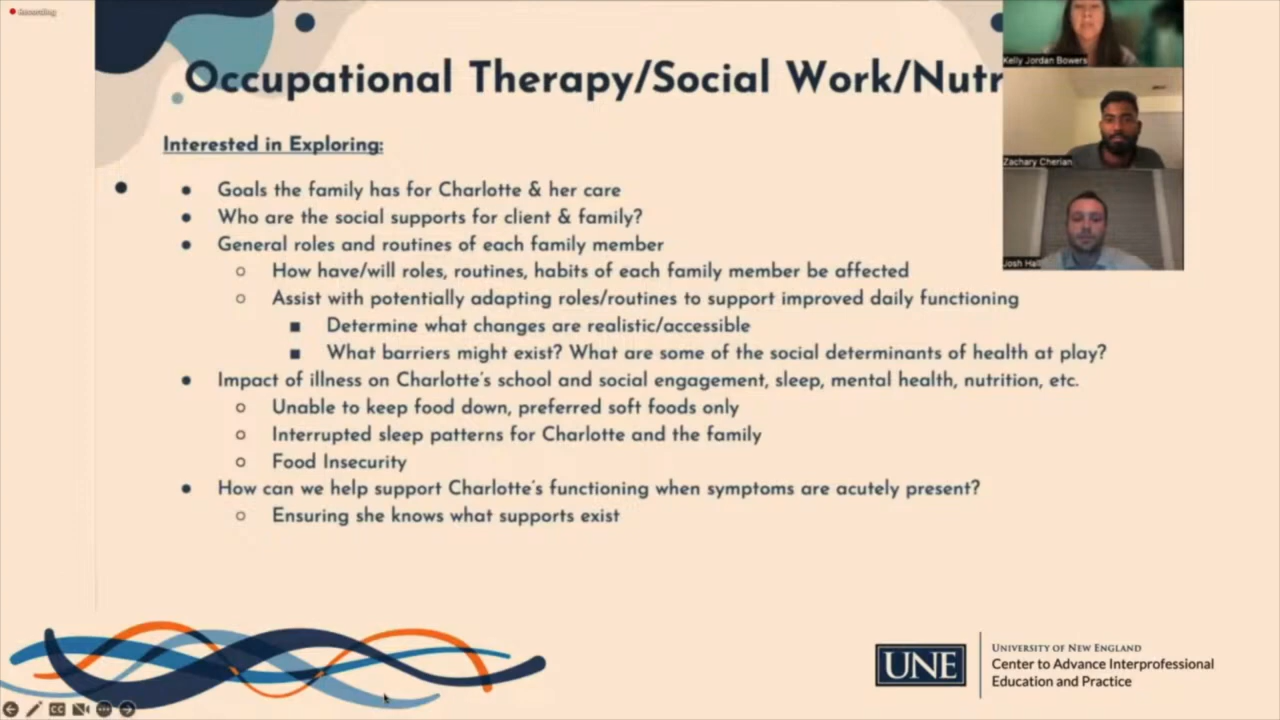 Recording
Occupational Therapy/Social Work/Nutr
Kelly Jordan Bowers
Zachary Cherian
Josh Hal
Interested in Exploring:
Goals the family has for Charlotte & her care
Who are the social supports for client & family?
General roles and routines of each family member
How have/will roles, routines, habits of each family member be affected
Assist with potentially adapting roles/routines to support improved daily functioning
Determine what changes are realistic/accessible
What barriers might exist? What are some of the social determinants of health at play?
Impact of illness on Charlotte's school and social engagement, sleep, mental health, nutrition, etc.
Unable to keep food down, preferred soft foods only
Interrupted sleep patterns for Charlotte and the family
Food Insecurity
How can we help support Charlotte's functioning when symptoms are acutely present?
Ensuring she knows what supports exist
UNE
UNIVERSITY OF NEW ENGLAND
Center to Advance Interprofessional
Education and Practice
CC